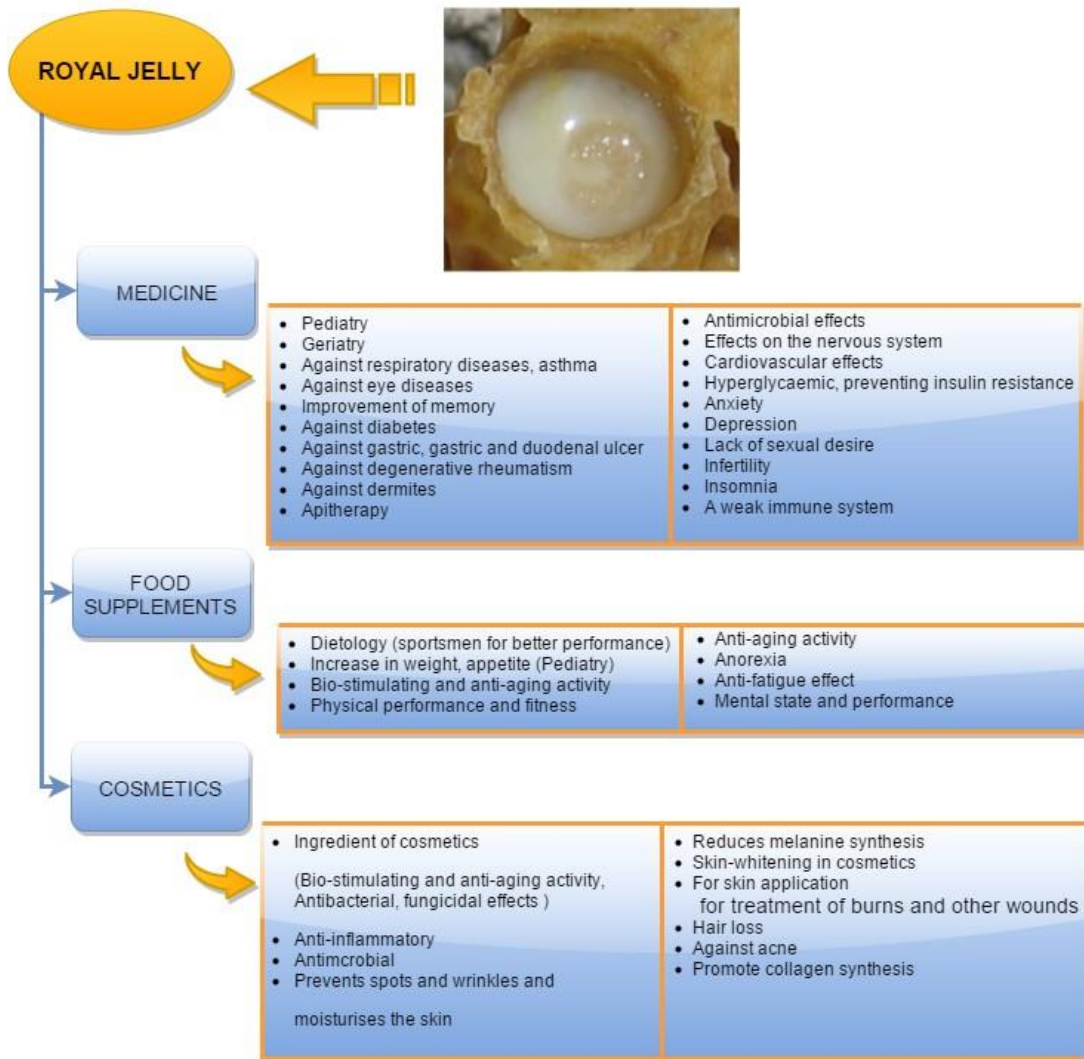 ROYAL JELLY
MEDICINE
• Pediatry
• Geriatry
• Against respiratory diseases, asthma
• Against eye diseases
• Improvement of memory
• Against diabetes
• Against gastric, gastric and duodenal ulcer
• Against degenerative rheumatism
• Against dermites
• Apitherapy
• Antimicrobial effects
• Effects on the nervous system
• Cardiovascular effects
• Hyperglycaemic, preventing insulin resistance
• Anxiety
• Depression
• Lack of sexual desire
• Infertility
• Insomnia
• A weak immune system
FOOD
SUPPLEMENTS
• Dietology (sportsmen for better performance)
• Increase in weight, appetite (Pediatry)
• Bio-stimulating and anti-aging activity
• Physical performance and fitness
• Anti-aging activity
• Anorexia
• Anti-fatigue effect
• Mental state and performance
COSMETICS
• Ingredient of cosmetics
(Bio-stimulating and anti-aging activity,
Antibacterial, fungicidal effects )
• Anti-inflammatory
• Antimcrobial
• Prevents spots and wrinkles and
moisturises the skin
• Reduces melanine synthesis
• Skin-whitening in cosmetics
• For skin application
for treatment of burns and other wounds
• Hair loss
• Against acne
• Promote collagen synthesis